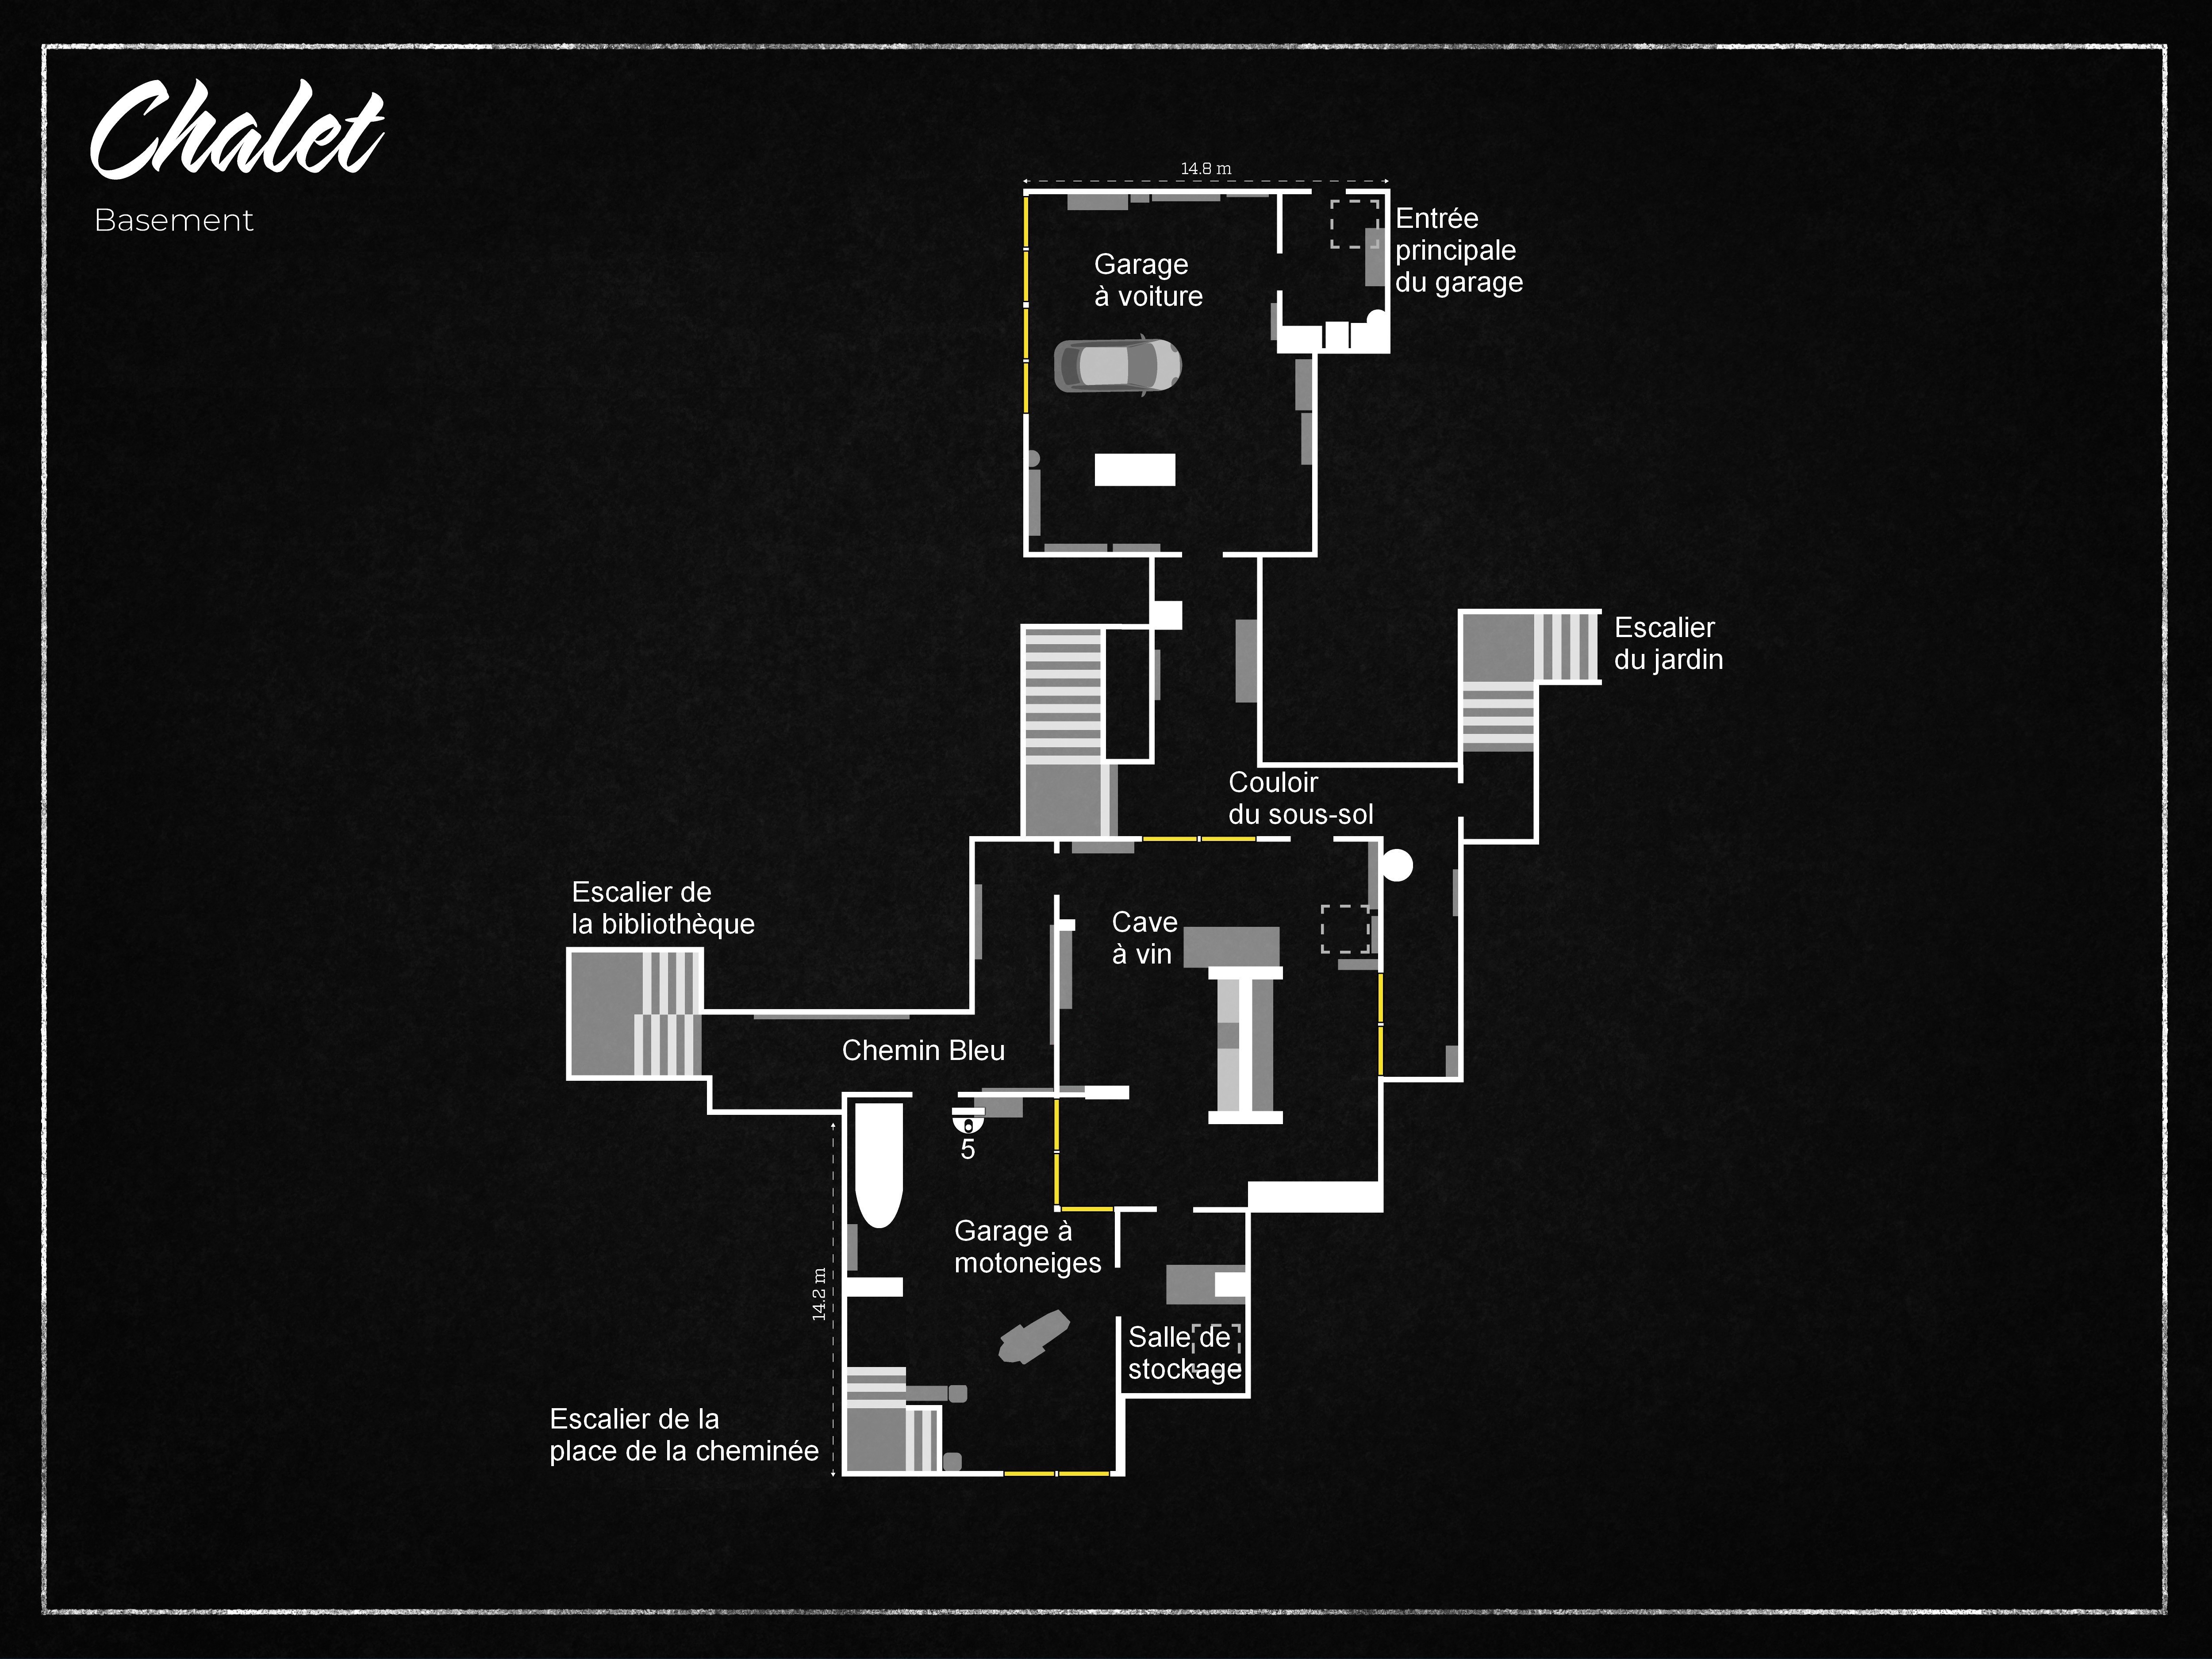 Chalet
Basement
14.8 m
Entrée
principale
du garage
Garage
à voiture
Escalier
du jardin
Couloir
du sous-sol
Escalier de
la bibliothèque
Cave
à vin
Chemin Bleu
5
Garage à
motoneiges
14.2 m
Salle de
stockage
Escalier de la
place de la cheminée